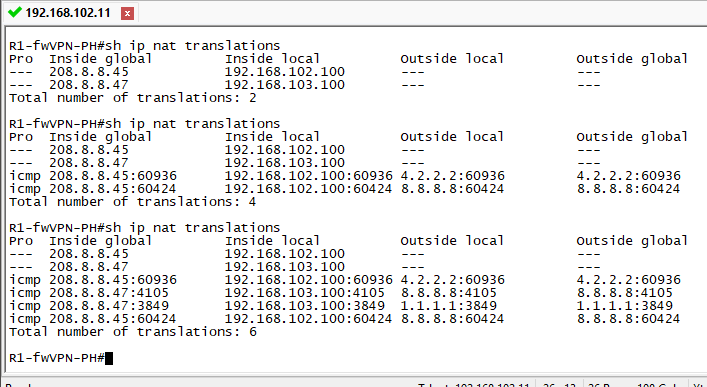 192.168.102.11 x
R1-fwVPN-PH#sh ip nat translations
Pro  Inside global         Inside local          Outside local         Outside global
---  208.8.8.45            192.168.102.100       ---                   ---
---  208.8.8.47            192.168.103.100       ---                   ---
Total number of translations: 2
R1-fwVPN-PH#sh ip nat translations
Pro  Inside global         Inside local          Outside local         Outside global
---  208.8.8.45            192.168.102.100       ---                   ---
---  208.8.8.47            192.168.103.100       ---                   ---
icmp 208.8.8.45:60936      192.168.102.100:60936 4.2.2.2:60936         4.2.2.2:60936
icmp 208.8.8.45:60424      192.168.102.100:60424 8.8.8.8:60424         8.8.8.8:60424
Total number of translations: 4
R1-fwVPN-PH#sh ip nat translations
Pro  Inside global         Inside local          Outside local         Outside global
---  208.8.8.45            192.168.102.100       ---                   ---
---  208.8.8.47            192.168.103.100       ---                   ---
icmp 208.8.8.45:60936      192.168.102.100:60936 4.2.2.2:60936         4.2.2.2:60936
icmp 208.8.8.47:4105       192.168.103.100:4105  8.8.8.8:4105          8.8.8.8:4105
icmp 208.8.8.47:3849       192.168.103.100:3849  1.1.1.1:3849          1.1.1.1:3849
icmp 208.8.8.45:60424      192.168.102.100:60424 8.8.8.8:60424         8.8.8.8:60424
Total number of translations: 6
R1-fwVPN-PH#